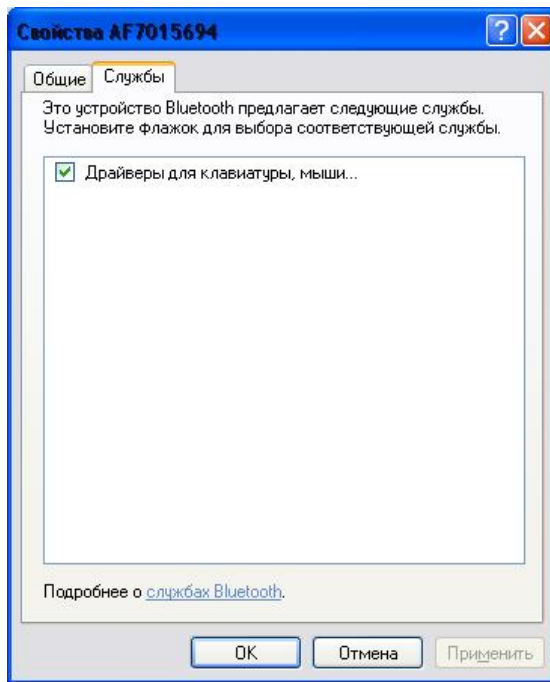 Свойства AF7015694
Общие
Службы
Это устройство Bluetooth предлагает следующие службы.
Установите флажок для выбора соответствующей службы.
Драйверы для клавиатуры, мыши...
Подробнее о службах Bluetooth.
OK
Отмена
Применить